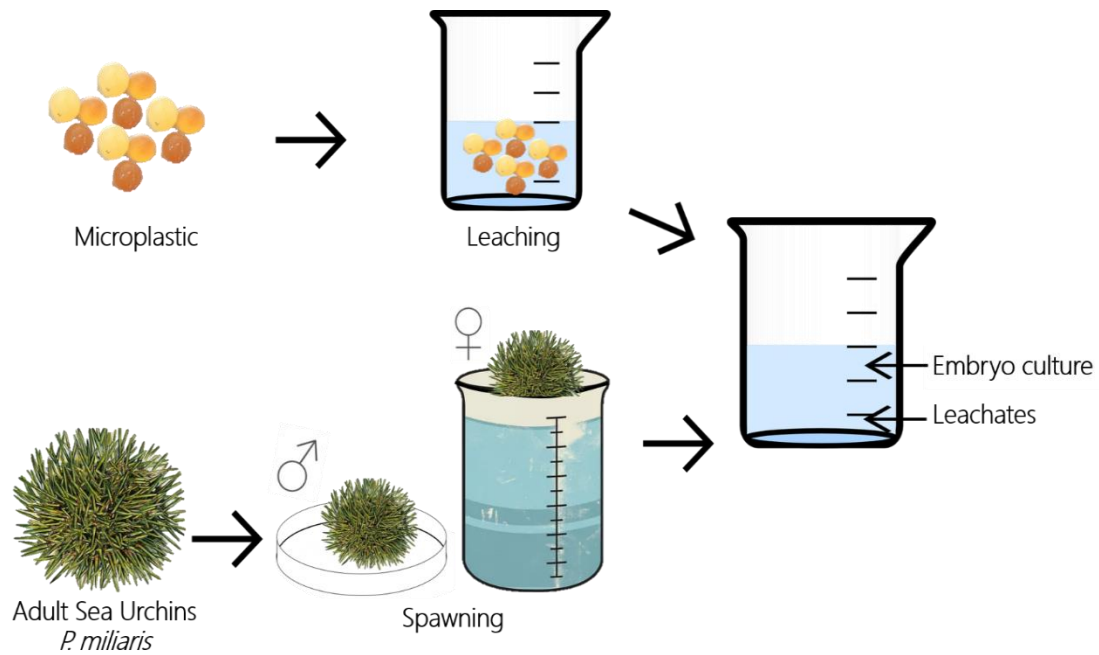 Microplastic
Leaching
Embryo culture
Leachates
Adult Sea Urchins
P. miliaris
Spawning